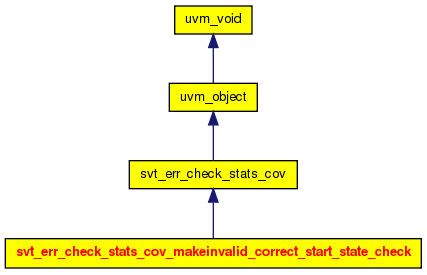 uvm_void
uvm_object
svt_err_check_stats_cov
svt_err_check_stats_cov_makeinvalid_correct_start_state_check